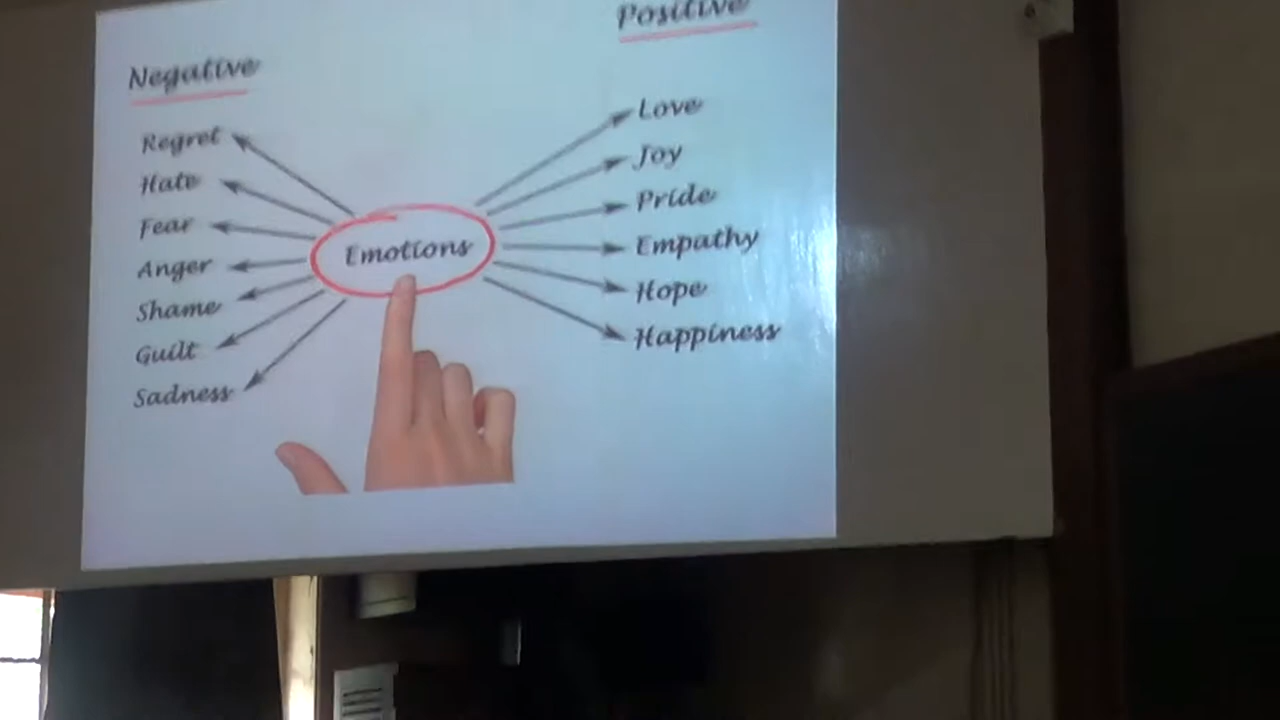 Positive
Negative
Regret
Hate
Fear
Anger
Shame
Guilt
Sadness
Emotions
Love
Joy
Pride
Empathy
Hope
Happiness